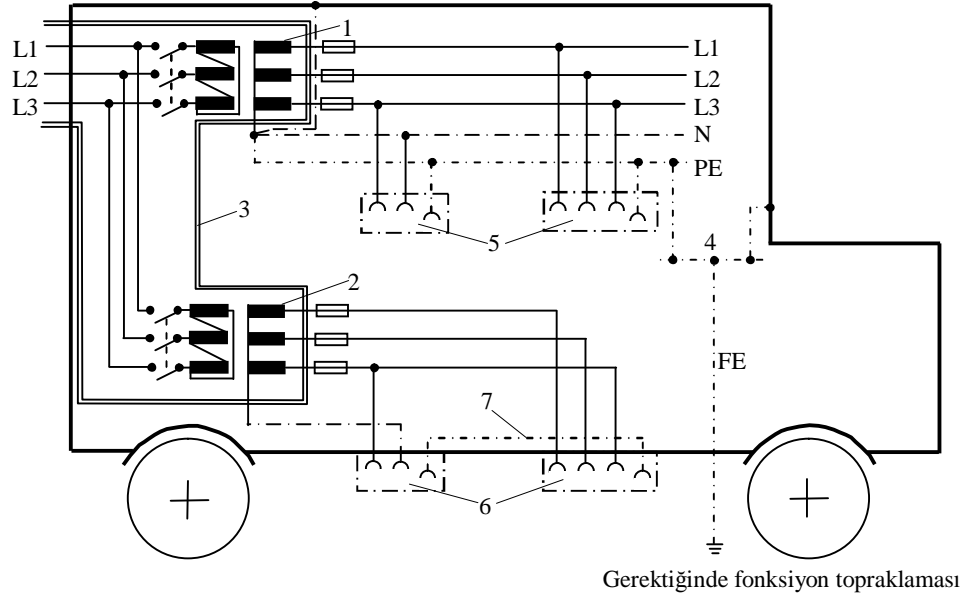 1
L1
L1
L2
L2
L3
L3
N
PE
3
5
4
2
FE
7
6
Gerektiğinde fonksiyon topraklaması